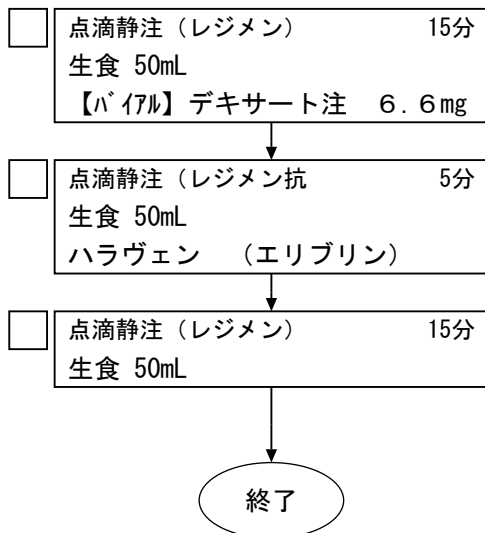 点滴静注（レジメン） 15分
生食 50mL
【ﾊﾞｲｱﾙ】デキサート注　６.６㎎
点滴静注（レジメン抗 5分
生食 50mL
ハラヴェン　（エリブリン）
点滴静注（レジメン） 15分
生食 50mL
終了